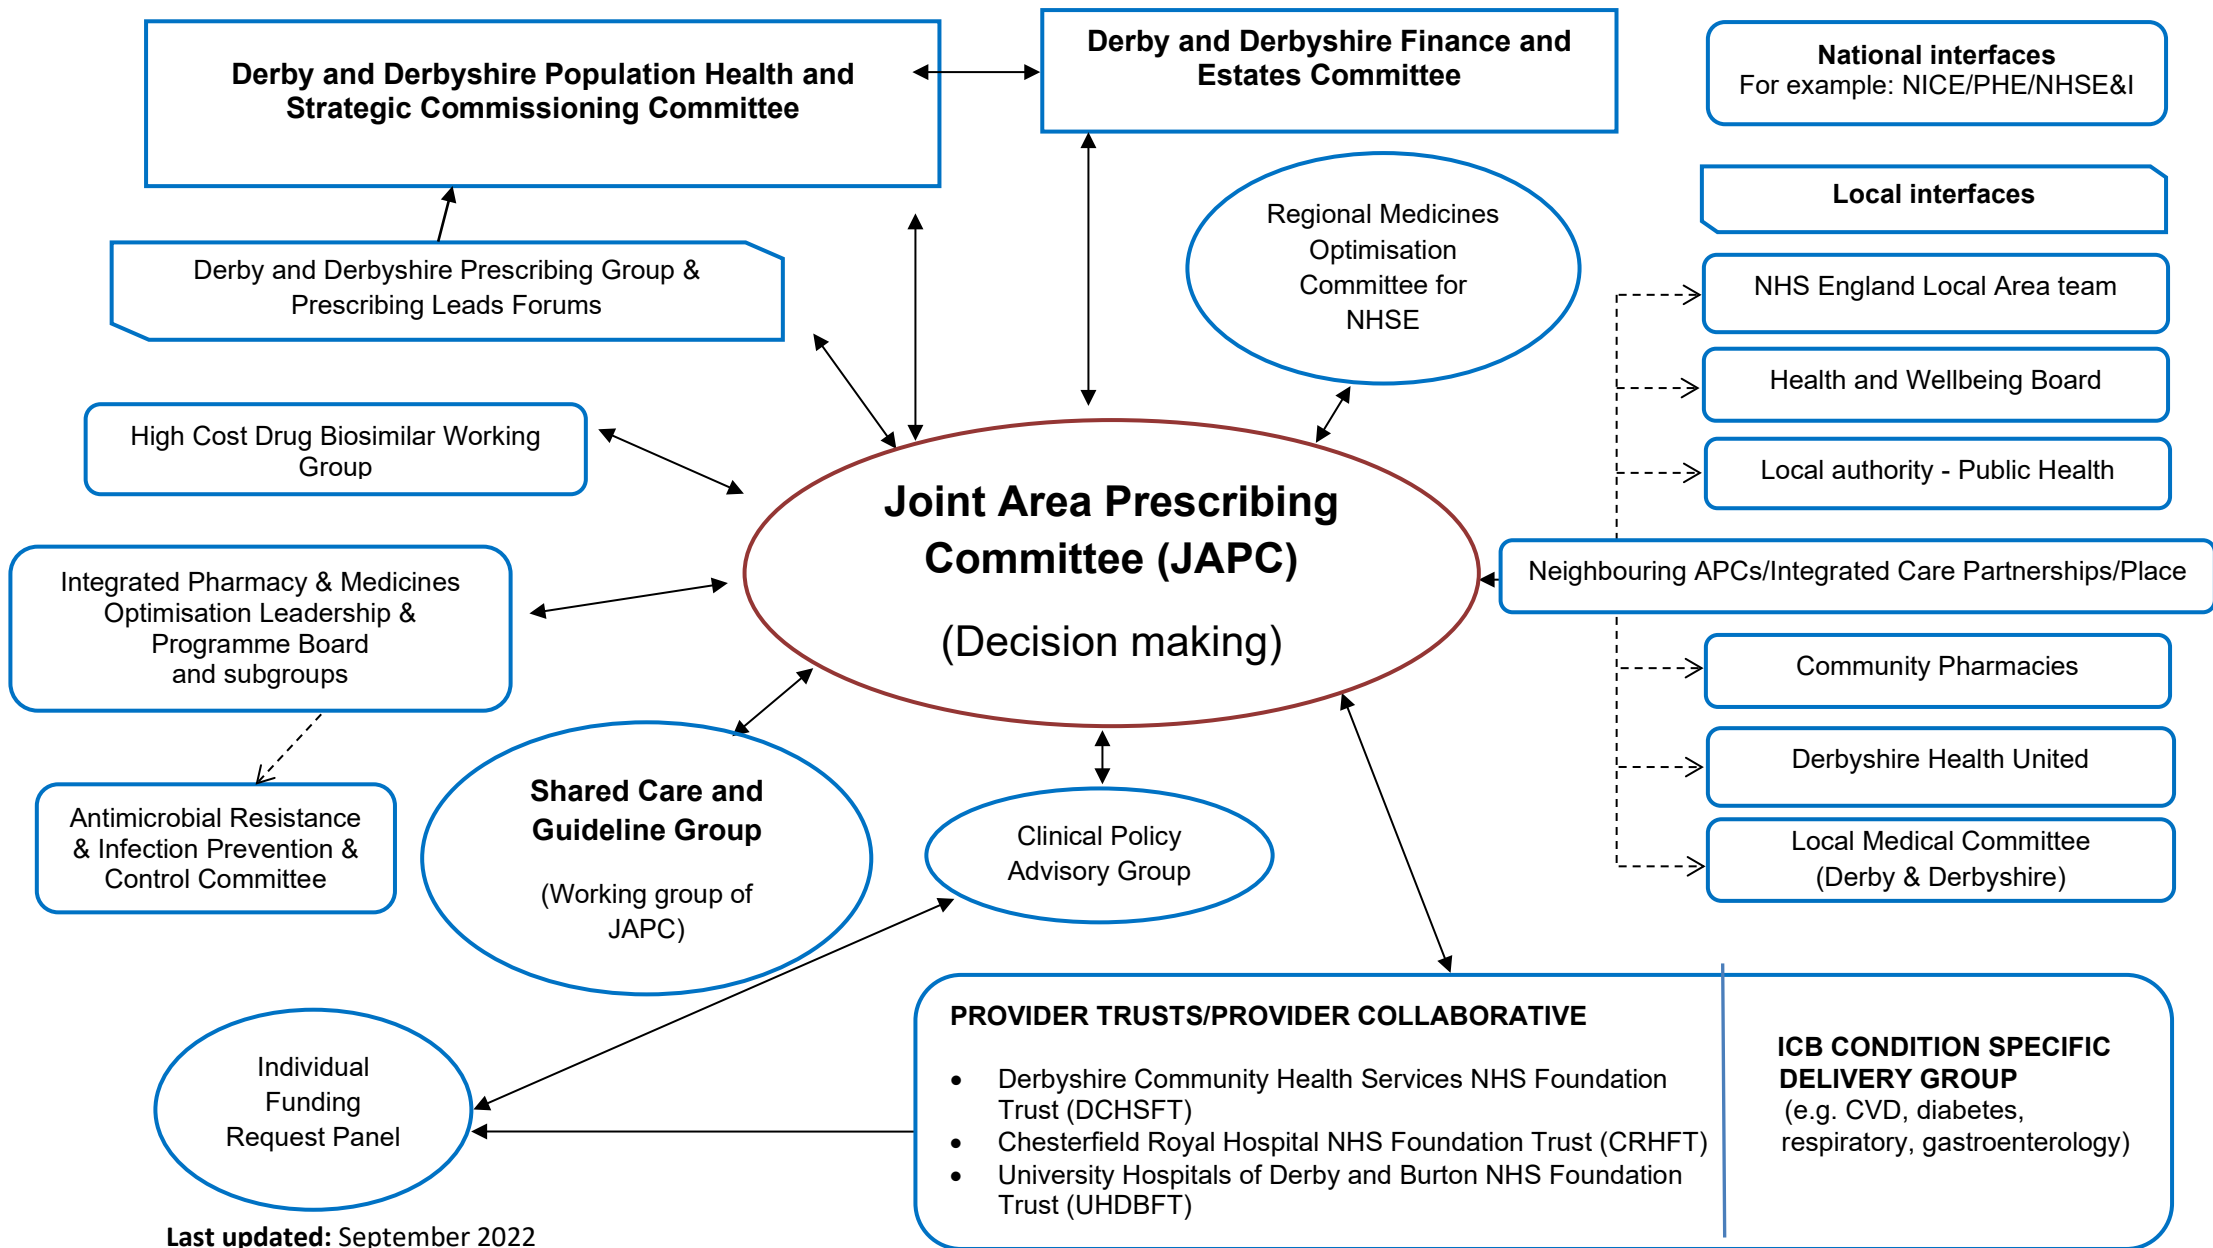 Derby and Derbyshire Population Health and
Strategic Commissioning Committee
Derby and Derbyshire Finance and
Estates Committee
National interfaces
For example: NICE/PHE/NHSE&I
Local interfaces
Regional Medicines
Optimisation
Committee for
NHSE
Derby and Derbyshire Prescribing Group &
Prescribing Leads Forums
NHS England Local Area team
Health and Wellbeing Board
High Cost Drug Biosimilar Working
Group
Local authority - Public Health
Joint Area Prescribing
Committee (JAPC)
(Decision making)
Neighbouring APCs/Integrated Care Partnerships/Place
Integrated Pharmacy & Medicines
Optimisation Leadership &
Programme Board
and subgroups
Community Pharmacies
Derbyshire Health United
Shared Care and
Guideline Group
(Working group of
JAPC)
Clinical Policy
Advisory Group
Antimicrobial Resistance
& Infection Prevention &
Control Committee
Local Medical Committee
(Derby & Derbyshire)
Individual
Funding
Request Panel
PROVIDER TRUSTS/PROVIDER COLLABORATIVE
• Derbyshire Community Health Services NHS Foundation
Trust (DCHSFT)
• Chesterfield Royal Hospital NHS Foundation Trust (CRHFT)
• University Hospitals of Derby and Burton NHS Foundation
Trust (UHDBFT)
ICB CONDITION SPECIFIC
DELIVERY GROUP
(e.g. CVD, diabetes,
respiratory, gastroenterology)
Last updated: September 2022